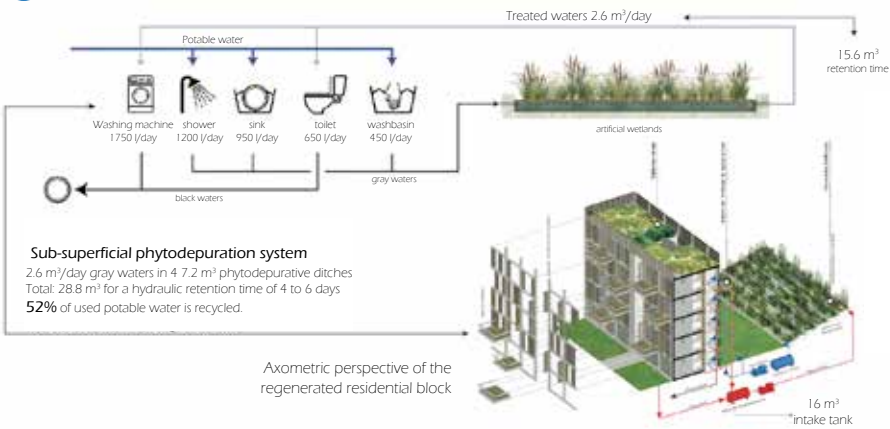 Treated waters 2.6 m³/day
Potable water
15.6 m³
retention time
Washing machine
1750 l/day
shower
1200 l/day
sink
950 l/day
toilet
650 l/day
washbasin
450 l/day
artificial wetlands
gray waters
black waters
Sub-superficial phytodepuration system
2.6 m³/day gray waters in 4 7.2 m³ phytodepurative ditches
Total: 28.8 m³ for a hydraulic retention time of 4 to 6 days
52% of used potable water is recycled.
Axometric perspective of the
regenerated residential block
16 m³
intake tank